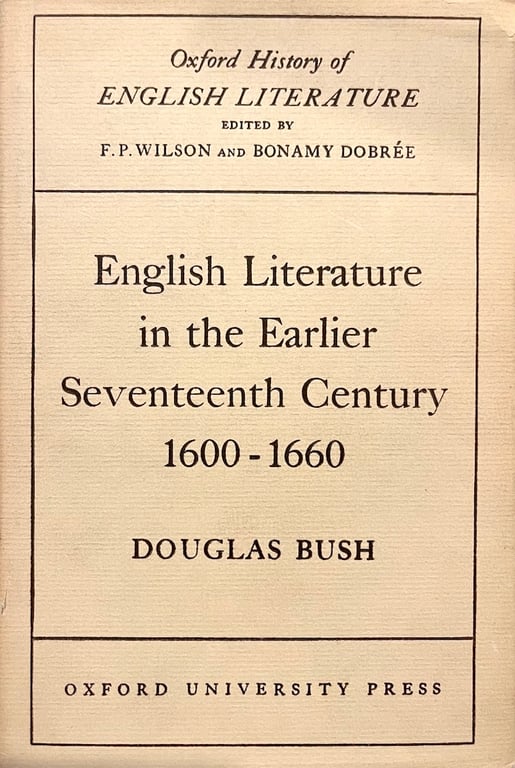 Oxford History of
ENGLISH LITERATURE
EDITED BY
F. P. WILSON AND BONAMY DOBRÉE
English Literature
in the Earlier
Seventeenth Century
1600-1660
DOUGLAS BUSH
OXFORD UNIVERSITY PRESS